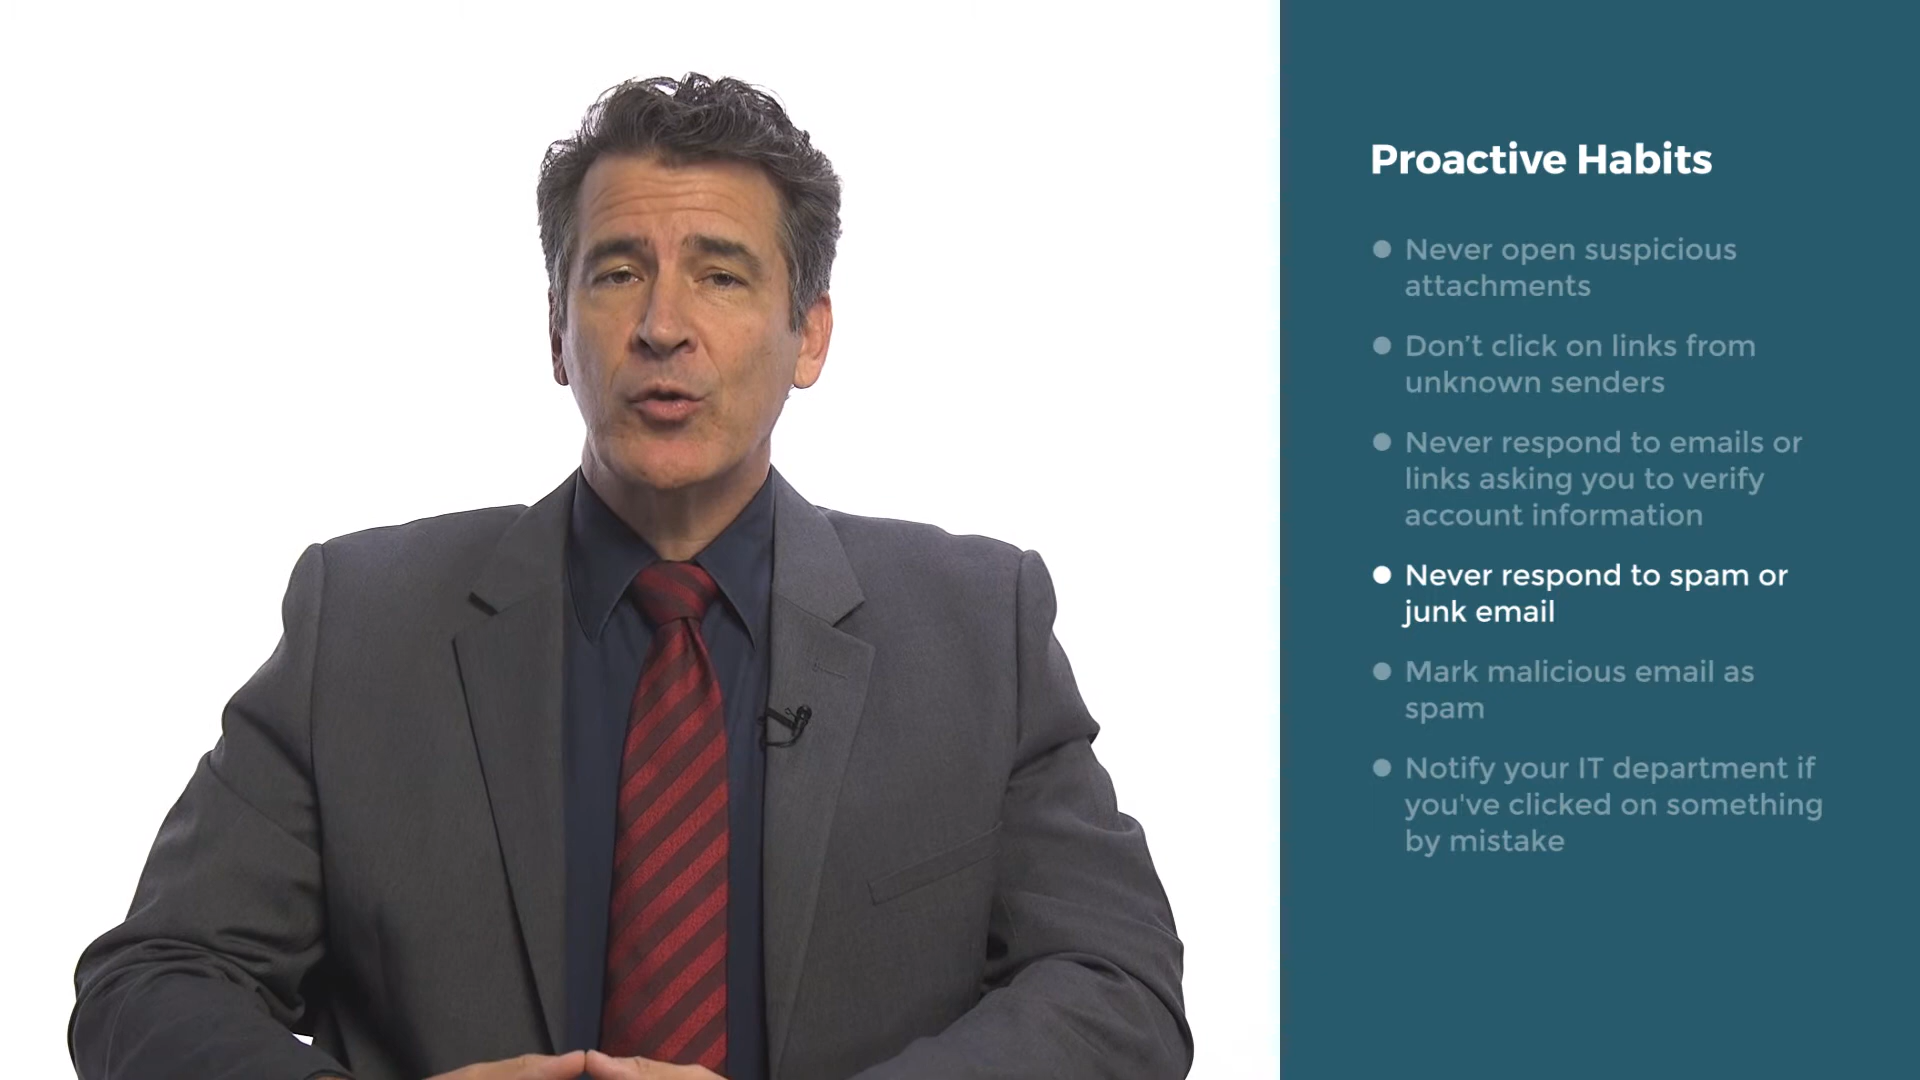 Proactive Habits
Never open suspicious
attachments
Don’t click on links from
unknown senders
Never respond to emails or
links asking you to verify
account information
Never respond to spam or
junk email
Mark malicious email as
spam
Notify your IT department if
you've clicked on something
by mistake